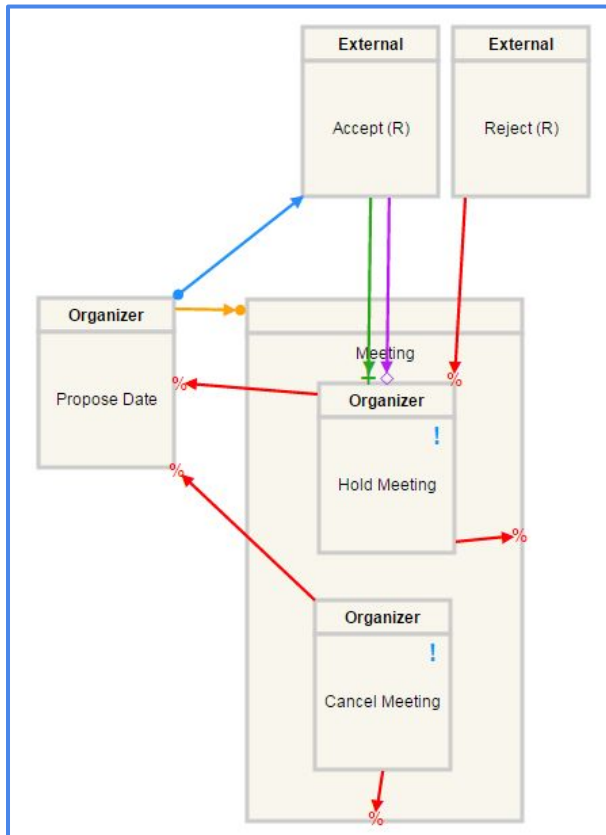 External
External
Accept (R)
Reject (R)
Organizer
Propose Date
Meeting
%
%
Organizer
!
%
Hold Meeting
%
Organizer
!
Cancel Meeting
%